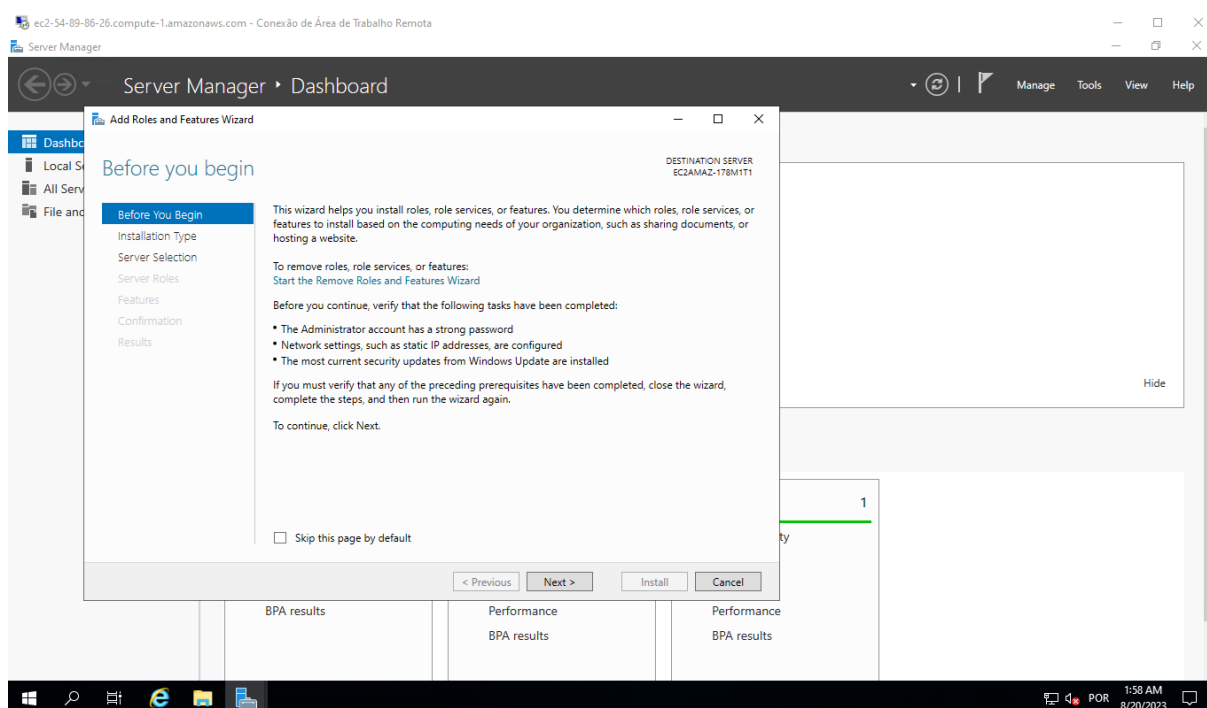 ec2-54-89-86-26.compute-1.amazonaws.com - Conexão de Área de Trabalho Remota
Server Manager
Server Manager • Dashboard
Manage Tools View Help
Add Roles and Features Wizard
Before you begin
DESTINATION SERVER
EC2AMAZ-178M1T1
Dashbc
Local Se
All Serv
File anc
Before You Begin
Installation Type
Server Selection
Server Roles
Features
Confirmation
Results
This wizard helps you install roles, role services, or features. You determine which roles, role services, or
features to install based on the computing needs of your organization, such as sharing documents, or
hosting a website.
To remove roles, role services, or features:
Start the Remove Roles and Features Wizard
Before you continue, verify that the following tasks have been completed:
• The Administrator account has a strong password
• Network settings, such as static IP addresses, are configured
• The most current security updates from Windows Update are installed
If you must verify that any of the preceding prerequisites have been completed, close the wizard,
complete the steps, and then run the wizard again.
To continue, click Next.
Skip this page by default
< Previous Next > Install Cancel
Hide
1
ty
BPA results
Performance
BPA results
Performance
BPA results
POR
1:58 AM
8/20/2023